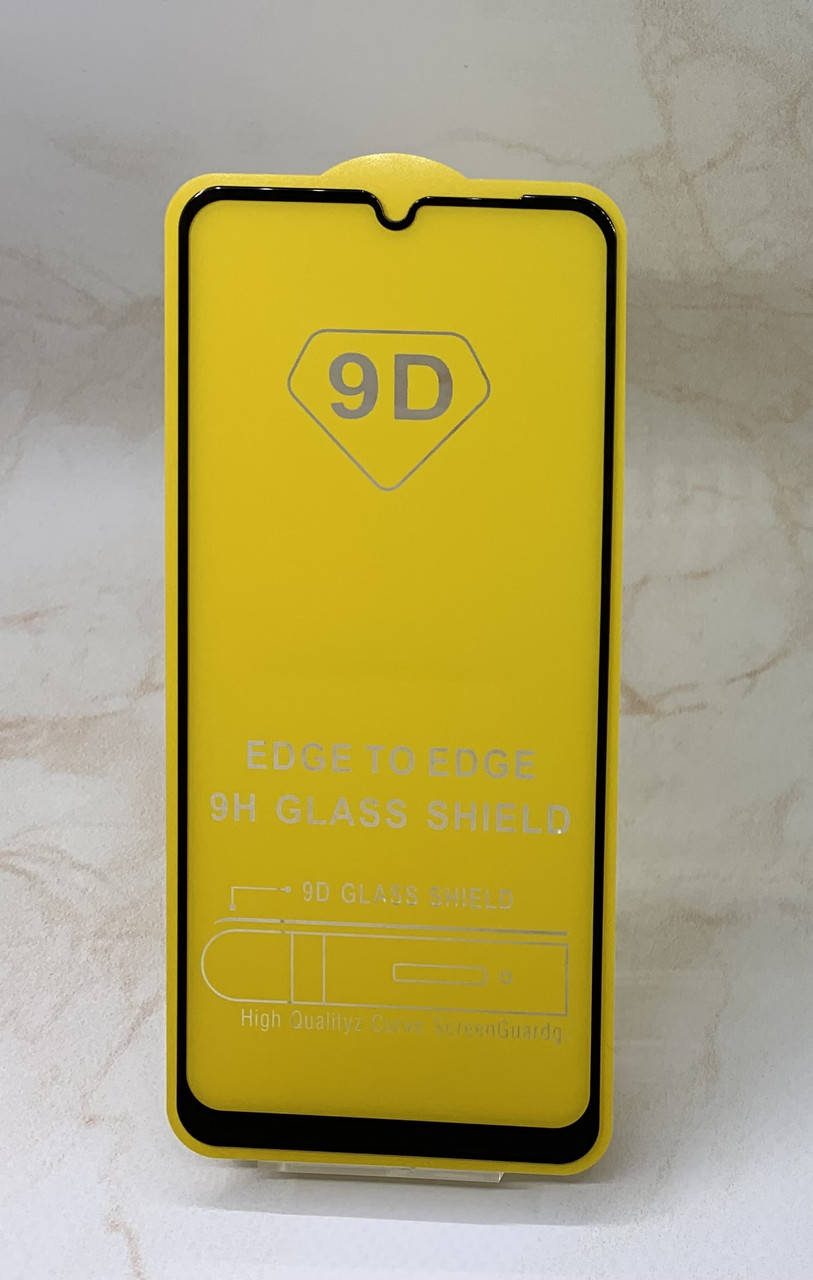 9D
EDGE TO EDGE
9H GLASS SHIELD
9D GLASS SHIELD
High Qualityz Curve ScreenGuardg